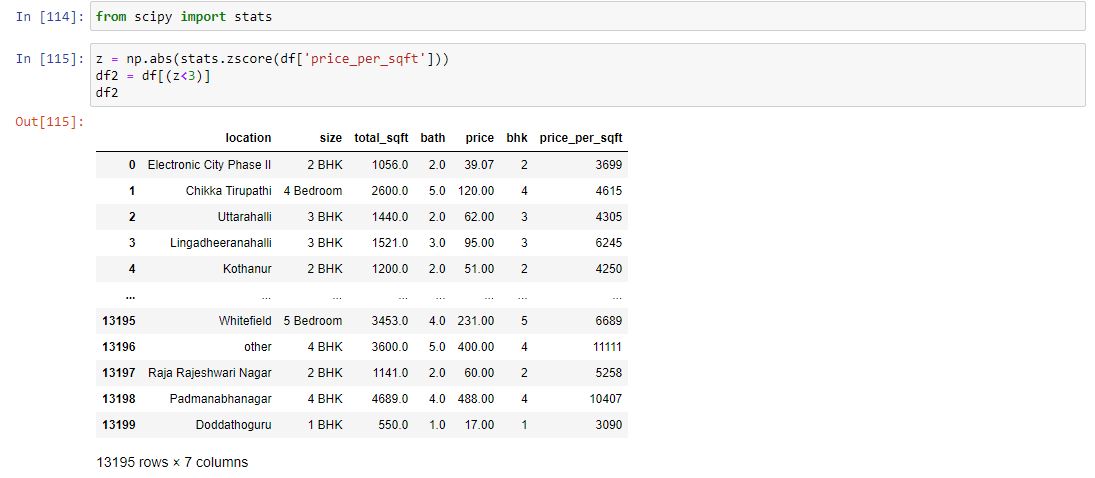 In [114]: from scipy import stats
In [115]: z = np.abs(stats.zscore(df['price_per_sqft']))
df2 = df[(z<3)]
df2
Out[115]:
location size total_sqft bath price bhk price_per_sqft
0 Electronic City Phase II 2 BHK 1056.0 2.0 39.07 2 3699
1 Chikka Tirupathi 4 Bedroom 2600.0 5.0 120.00 4 4615
2 Uttarahalli 3 BHK 1440.0 2.0 62.00 3 4305
3 Lingadheeranahalli 3 BHK 1521.0 3.0 95.00 3 6245
4 Kothanur 2 BHK 1200.0 2.0 51.00 2 4250
... ... ... ... ... ... ... ...
13195 Whitefield 5 Bedroom 3453.0 4.0 231.00 5 6689
13196 other 4 BHK 3600.0 5.0 400.00 4 11111
13197 Raja Rajeshwari Nagar 2 BHK 1141.0 2.0 60.00 2 5258
13198 Padmanabhanagar 4 BHK 4689.0 4.0 488.00 4 10407
13199 Doddathoguru 1 BHK 550.0 1.0 17.00 1 3090
13195 rows × 7 columns